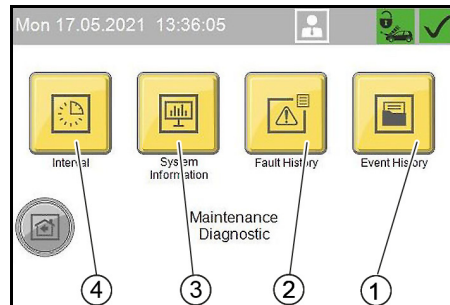 Mon 17.05.2021 13:36:05
Interval
System
Information
Fault History
Event History
Maintenance
Diagnostic
4
3
2
1